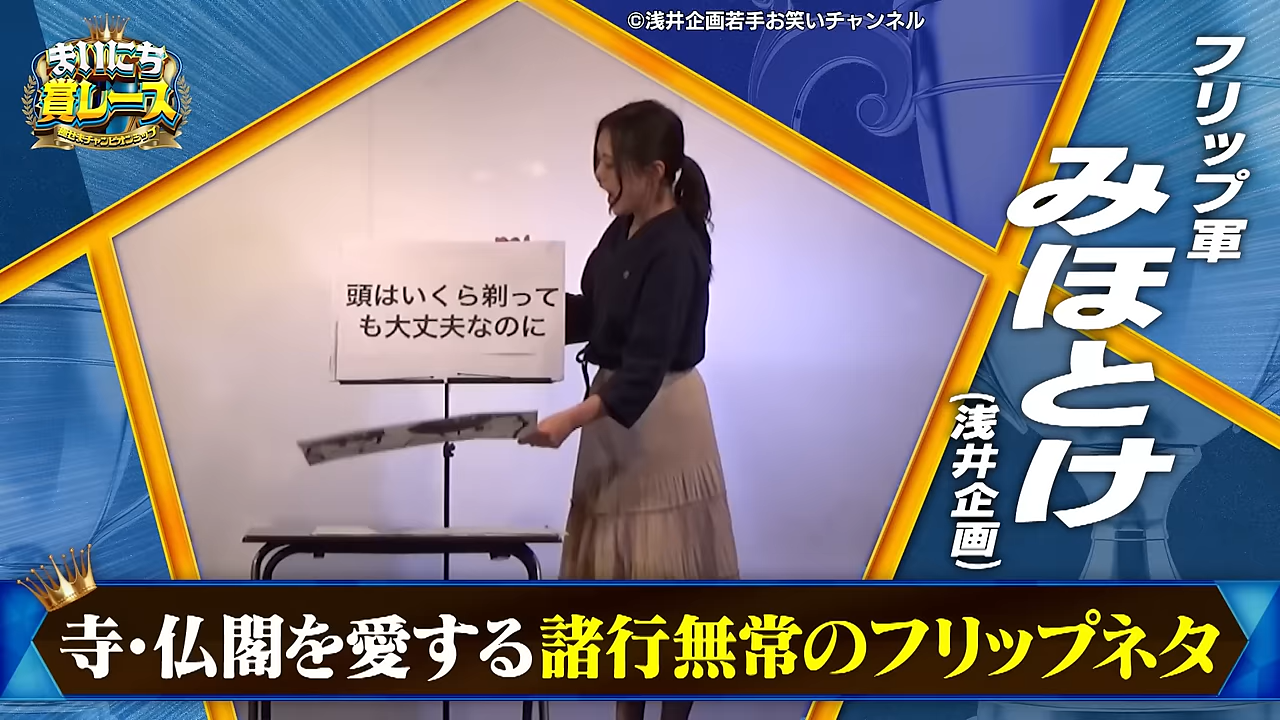 ©浅井企画若手お笑いチャンネル
まいにち
賞レース
フリップ軍
みほとけ
(浅井企画)
頭はいくら剃って
も大丈夫なのに
寺・仏閣を愛する諸行無常のフリップネタ